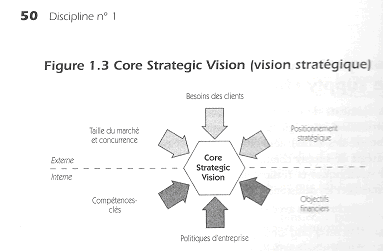 50 Discipline n° 1
Figure 1.3 Core Strategic Vision (vision stratégique)
Besoins des clients
Taille du marché
et concurrence
Positionnement
stratégique
Externe
Interne
Core
Strategic
Vision
Compétences-
clés
Objectifs
financiers
Politiques d'entreprise